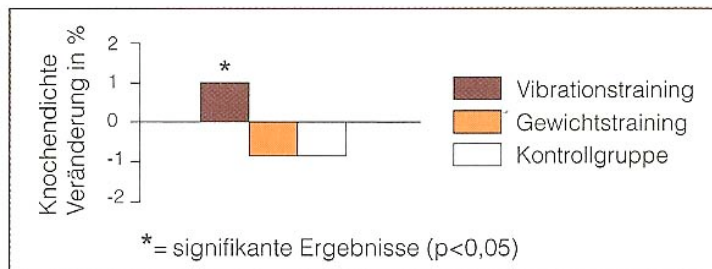 Knochendichte
Veränderung in %
2
1
0
-1
-2
*
Vibrationstraining
Gewichtstraining
Kontrollgruppe
*= signifikante Ergebnisse (p<0,05)